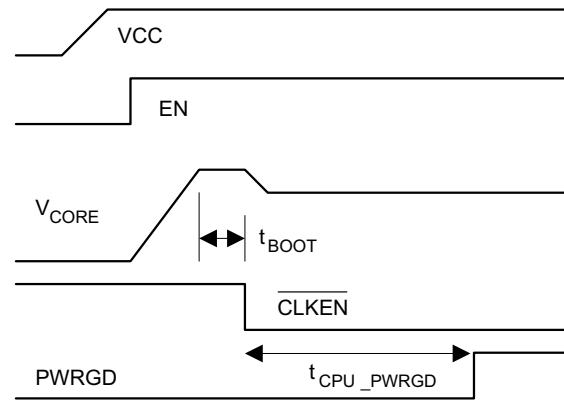 VCC
EN
VCORE
tBOOT
CLKEN
tCPU_PWRGD
PWRGD